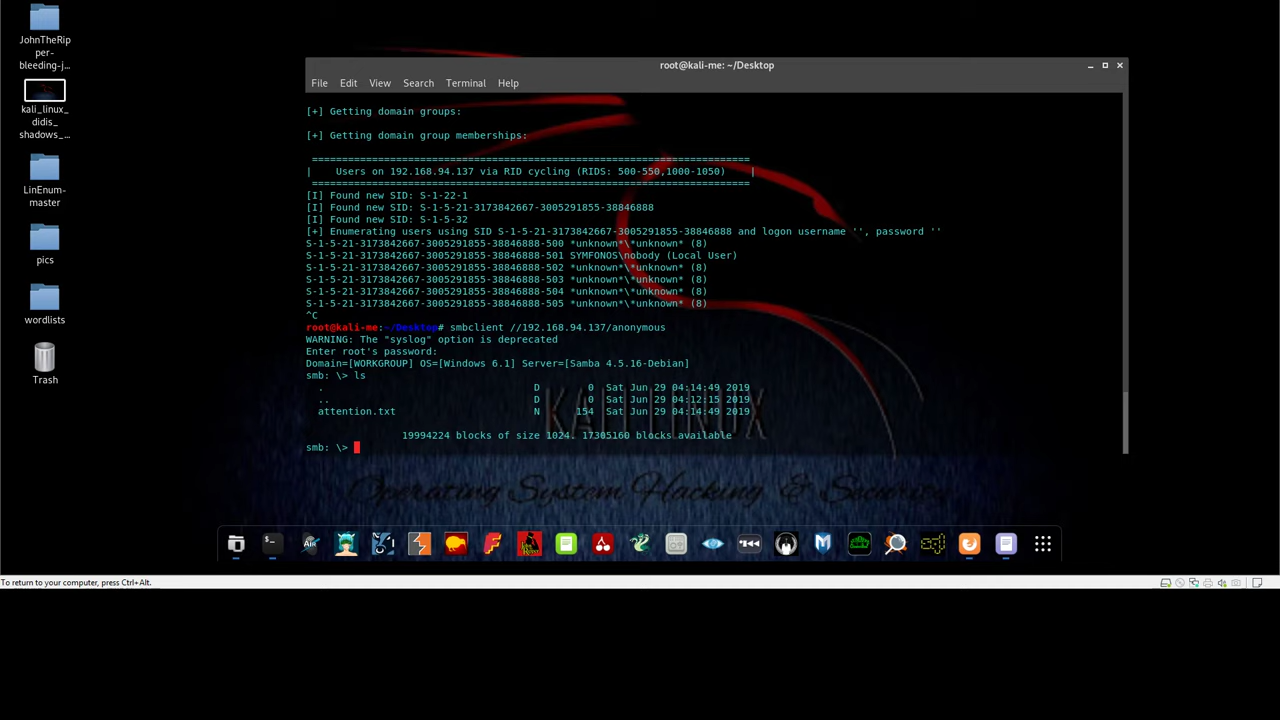 JohnTheRip
per-
bleeding-j...
kali_linux_
didis_
shadows_...
LinEnum-
master
pics
wordlists
Trash
root@kali-me: ~/Desktop
File Edit View Search Terminal Help
[+] Getting domain groups:
[+] Getting domain group memberships:
=========================================================================
| Users on 192.168.94.137 via RID cycling (RIDS: 500-550,1000-1050) |
=========================================================================
[I] Found new SID: S-1-22-1
[I] Found new SID: S-1-5-21-3173842667-3005291855-38846888
[I] Found new SID: S-1-5-32
[+] Enumerating users using SID S-1-5-21-3173842667-3005291855-38846888 and logon username '', password ''
S-1-5-21-3173842667-3005291855-38846888-500 *unknown*\*unknown* (8)
S-1-5-21-3173842667-3005291855-38846888-501 SYMFONOS\nobody (Local User)
S-1-5-21-3173842667-3005291855-38846888-502 *unknown*\*unknown* (8)
S-1-5-21-3173842667-3005291855-38846888-503 *unknown*\*unknown* (8)
S-1-5-21-3173842667-3005291855-38846888-504 *unknown*\*unknown* (8)
S-1-5-21-3173842667-3005291855-38846888-505 *unknown*\*unknown* (8)
^C
root@kali-me:~/Desktop# smbclient //192.168.94.137/anonymous
WARNING: The "syslog" option is deprecated
Enter root's password:
Domain=[WORKGROUP] OS=[Windows 6.1] Server=[Samba 4.5.16-Debian]
smb: \> ls
. D 0 Sat Jun 29 04:14:49 2019
.. D 0 Sat Jun 29 04:12:15 2019
attention.txt N 154 Sat Jun 29 04:14:49 2019
19994224 blocks of size 1024. 17305160 blocks available
smb: \>
KALI LINUX
Operating System Hacking & Securited
To return to your computer, press Ctrl+Alt.